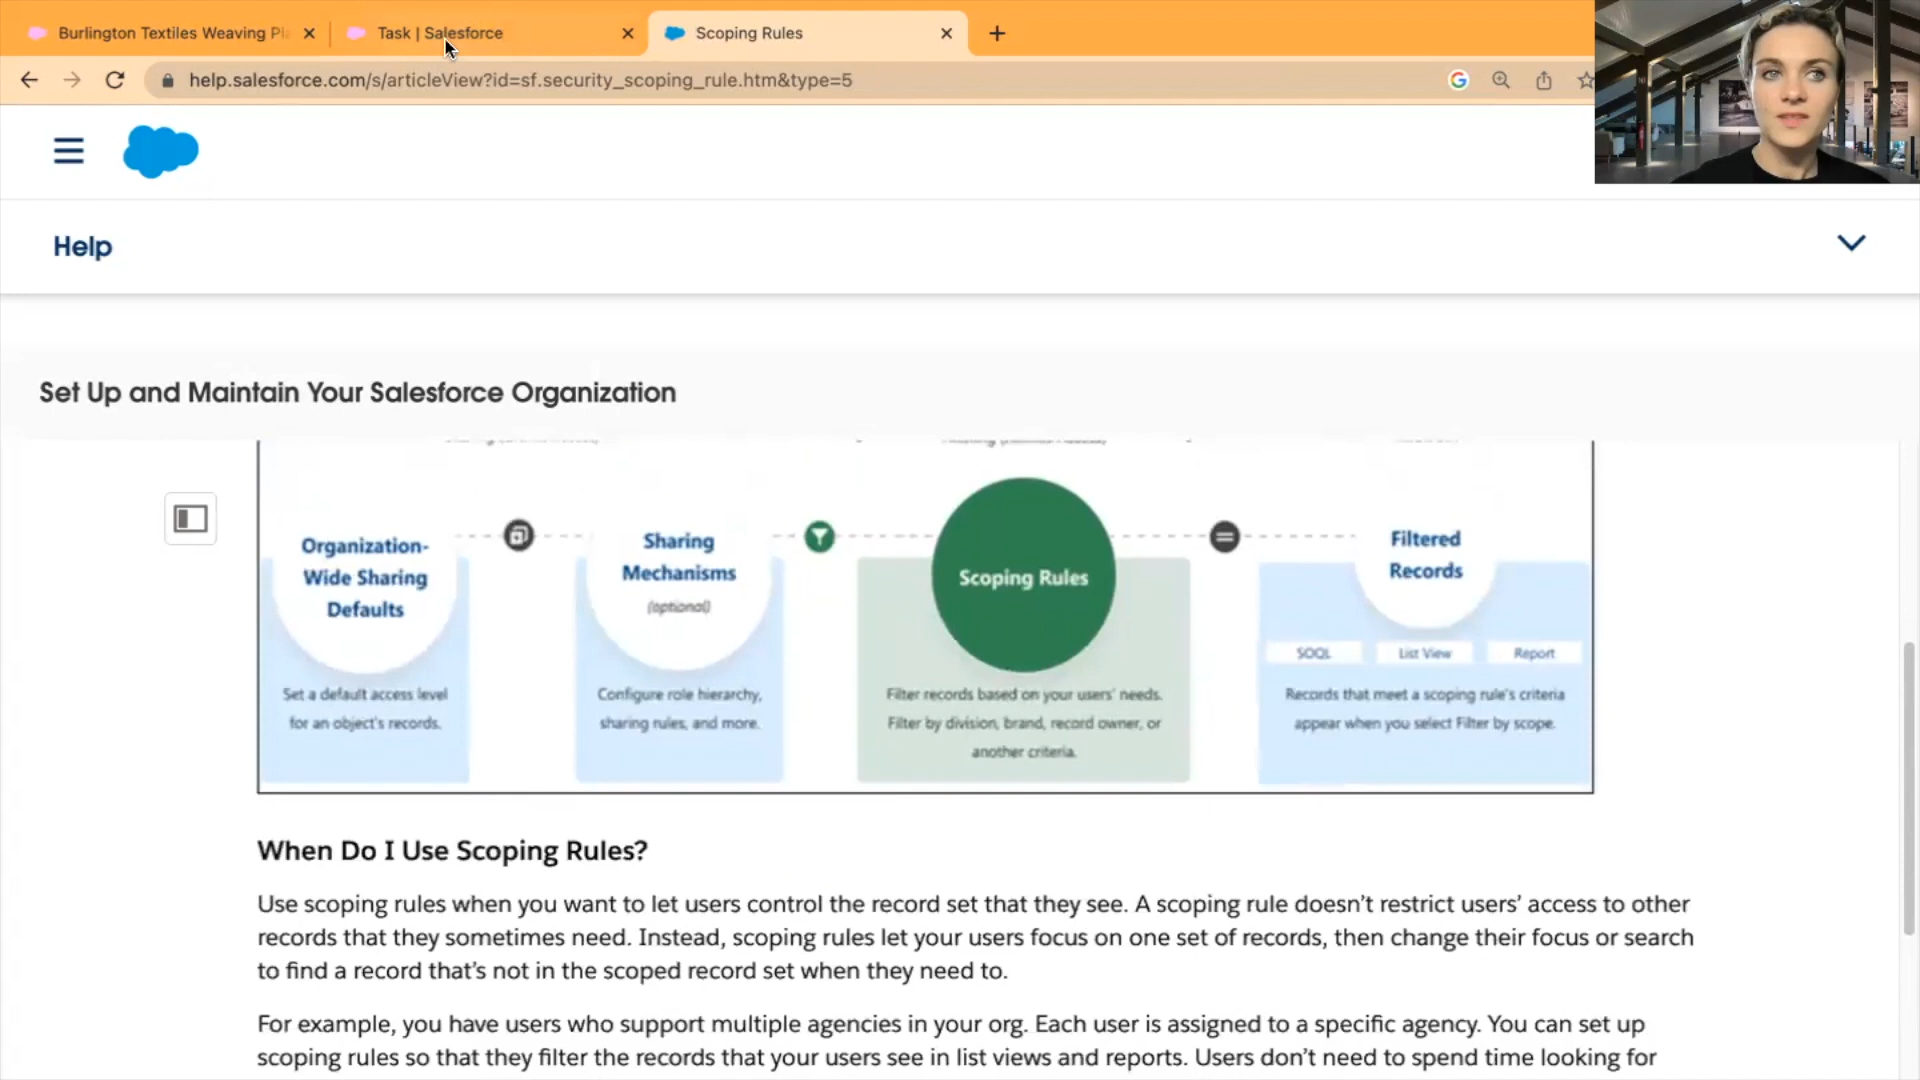 Burlington Textiles Weaving Pl
Task | Salesforce
Scoping Rules
help.salesforce.com/s/articleView?id=sf.security_scoping_rule.htm&type=5
Help
Set Up and Maintain Your Salesforce Organization
Organization-
Wide Sharing
Defaults
Set a default access level
for an object's records.
Sharing
Mechanisms
(optional)
Configure role hierarchy,
sharing rules, and more.
Scoping Rules
Filter records based on your users' needs.
Filter by division, brand, record owner, or
another criteria.
Filtered
Records
SOQL List View Report
Records that meet a scoping rule's criteria
appear when you select Filter by scope.
When Do I Use Scoping Rules?
Use scoping rules when you want to let users control the record set that they see. A scoping rule doesn’t restrict users’ access to other
records that they sometimes need. Instead, scoping rules let your users focus on one set of records, then change their focus or search
to find a record that’s not in the scoped record set when they need to.
For example, you have users who support multiple agencies in your org. Each user is assigned to a specific agency. You can set up
scoping rules so that they filter the records that your users see in list views and reports. Users don’t need to spend time looking for